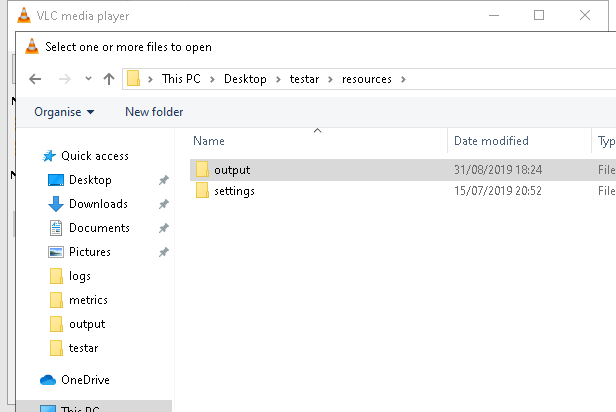 VLC media player
Select one or more files to open
This PC > Desktop > testar > resources >
Organise New folder
Name Date modified Typ
Quick access
output 31/08/2019 18:24 File
settings 15/07/2019 20:52 File
Desktop
Downloads
Documents
Pictures
logs
metrics
output
testar
OneDrive
This PC